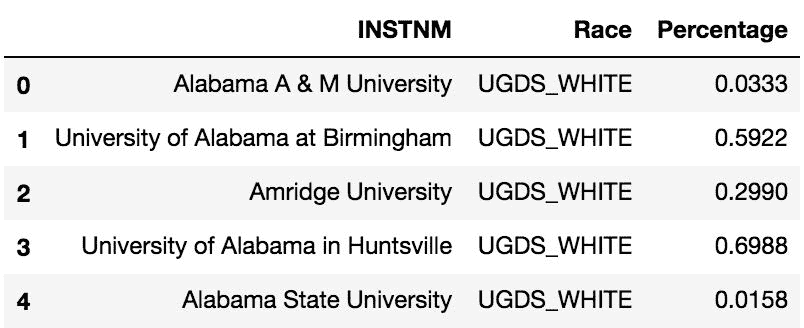 INSTNM Race Percentage
0 Alabama A & M University UGDS_WHITE 0.0333
1 University of Alabama at Birmingham UGDS_WHITE 0.5922
2 Amridge University UGDS_WHITE 0.2990
3 University of Alabama in Huntsville UGDS_WHITE 0.6988
4 Alabama State University UGDS_WHITE 0.0158